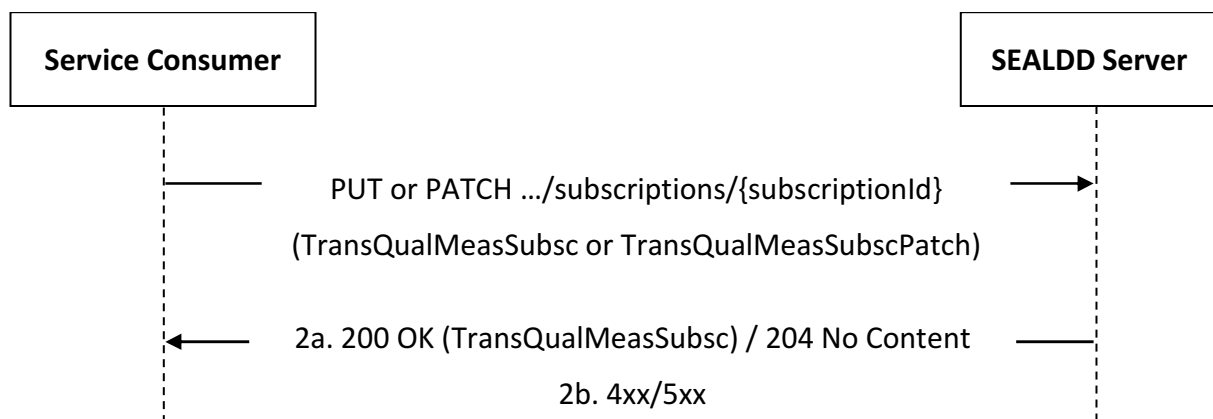 Service Consumer
SEALDD Server
PUT or PATCH …/subscriptions/{subscriptionId}
(TransQualMeasSubsc or TransQualMeasSubscPatch)
2a. 200 OK (TransQualMeasSubsc) / 204 No Content
2b. 4xx/5xx